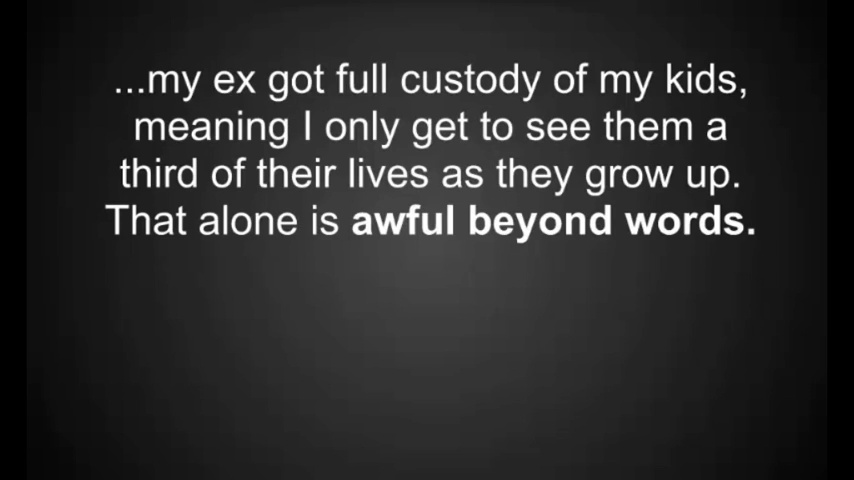 ...my ex got full custody of my kids,
meaning I only get to see them a
third of their lives as they grow up.
That alone is awful beyond words.